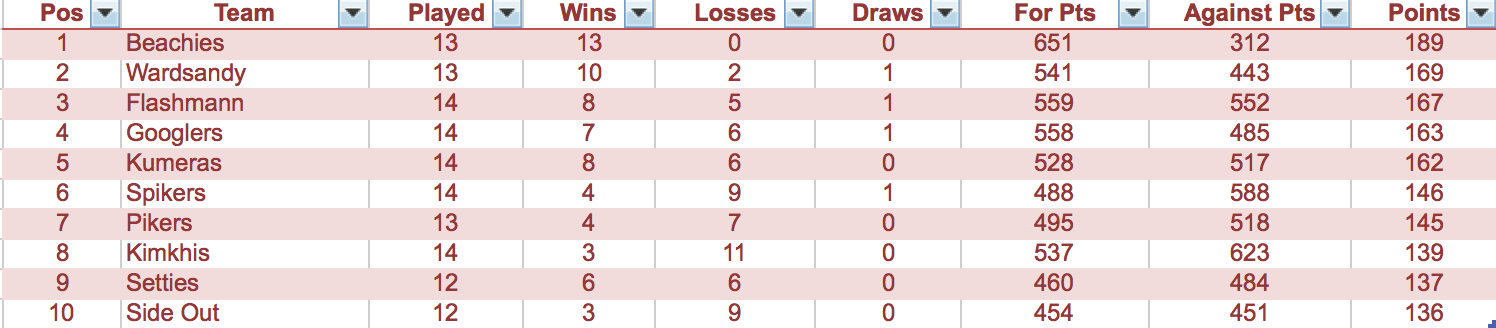 Pos Team Played Wins Losses Draws For Pts Against Pts Points
1 Beachies 13 13 0 0 651 312 189
2 Wardsandy 13 10 2 1 541 443 169
3 Flashmann 14 8 5 1 559 552 167
4 Googlers 14 7 6 1 558 485 163
5 Kumeras 14 8 6 0 528 517 162
6 Spikers 14 4 9 1 488 588 146
7 Pikers 13 4 7 0 495 518 145
8 Kimkhis 14 3 11 0 537 623 139
9 Setties 12 6 6 0 460 484 137
10 Side Out 12 3 9 0 454 451 136